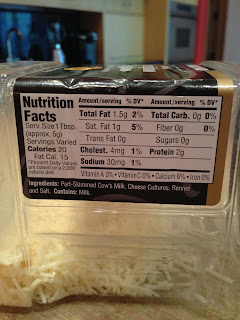 Nutrition Facts
Serv. Size 1 Tbsp.
(approx. 5g)
Servings Varied
Calories 20
Fat Cal. 15
*Percent Daily Values
are based on a 2,000
calorie diet.
Amount/serving % DV*
Total Fat 1.5g 2%
Sat. Fat 1g 5%
Trans Fat 0g
Cholest. 4mg 1%
Sodium 30mg 1%
Amount/serving % DV*
Total Carb. 0g 0%
Fiber 0g 0%
Sugars 0g
Protein 2g
Vitamin A 0% • Vitamin C 0% • Calcium 6% • Iron 0%
Ingredients: Part-Skimmed Cow's Milk, Cheese Cultures, Rennet
and Salt. Contains: Milk.